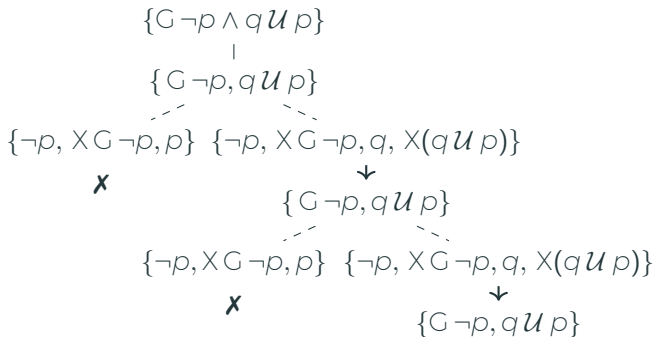 {G ¬p ∧ q 𝒰 p}
{ G ¬p, q 𝒰 p}
{¬p, X G ¬p, p} {¬p, X G ¬p, q, X(q 𝒰 p)}
✗
{ G ¬p, q 𝒰 p}
{¬p, X G ¬p, p} {¬p, X G ¬p, q, X(q 𝒰 p)}
✗
{G ¬p, q 𝒰 p}